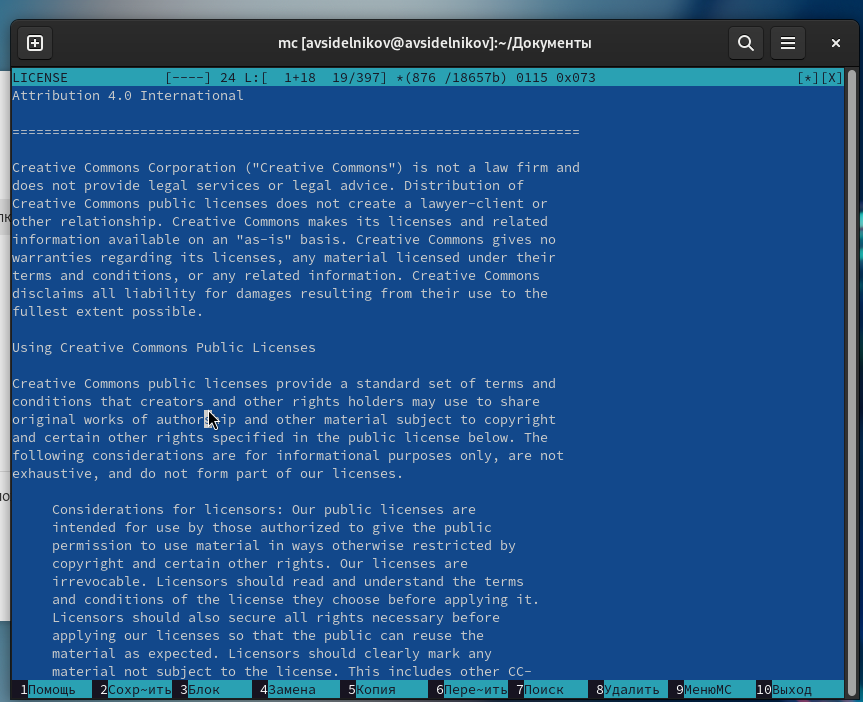 mc [avsidelnikov@avsidelnikov]:~/Документы
LICENSE [----] 24 L:[ 1+18 19/397] *(876 /18657b) 0115 0x073 [*][X]
Attribution 4.0 International
=======================================================================
Creative Commons Corporation ("Creative Commons") is not a law firm and
does not provide legal services or legal advice. Distribution of
Creative Commons public licenses does not create a lawyer-client or
other relationship. Creative Commons makes its licenses and related
information available on an "as-is" basis. Creative Commons gives no
warranties regarding its licenses, any material licensed under their
terms and conditions, or any related information. Creative Commons
disclaims all liability for damages resulting from their use to the
fullest extent possible.
Using Creative Commons Public Licenses
Creative Commons public licenses provide a standard set of terms and
conditions that creators and other rights holders may use to share
original works of authorship and other material subject to copyright
and certain other rights specified in the public license below. The
following considerations are for informational purposes only, are not
exhaustive, and do not form part of our licenses.
Considerations for licensors: Our public licenses are
intended for use by those authorized to give the public
permission to use material in ways otherwise restricted by
copyright and certain other rights. Our licenses are
irrevocable. Licensors should read and understand the terms
and conditions of the license they choose before applying it.
Licensors should also secure all rights necessary before
applying our licenses so that the public can reuse the
material as expected. Licensors should clearly mark any
material not subject to the license. This includes other CC-
1Помощь 2Сохр~ить 3Блок 4Замена 5Копия 6Пере~ить 7Поиск 8Удалить 9МенюMC 10Выход